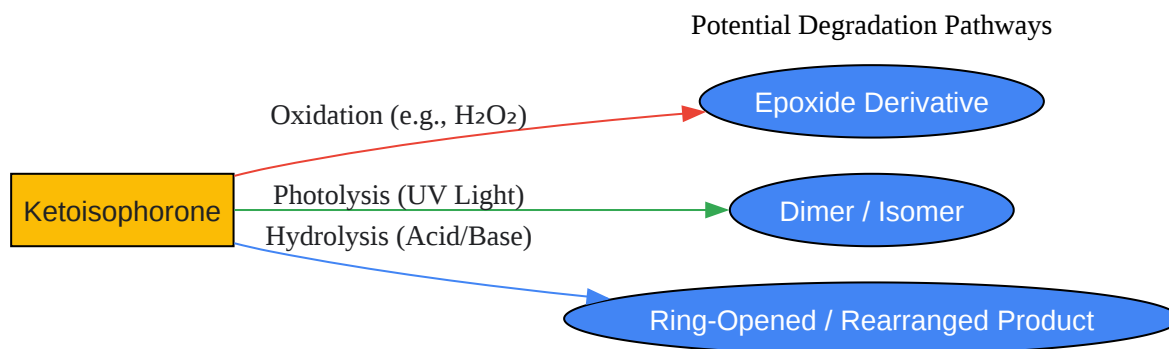 Potential Degradation Pathways
Oxidation (e.g., H₂O₂)
Epoxide Derivative
Ketoisophorone
Photolysis (UV Light)
Dimer / Isomer
Hydrolysis (Acid/Base)
Ring-Opened / Rearranged Product